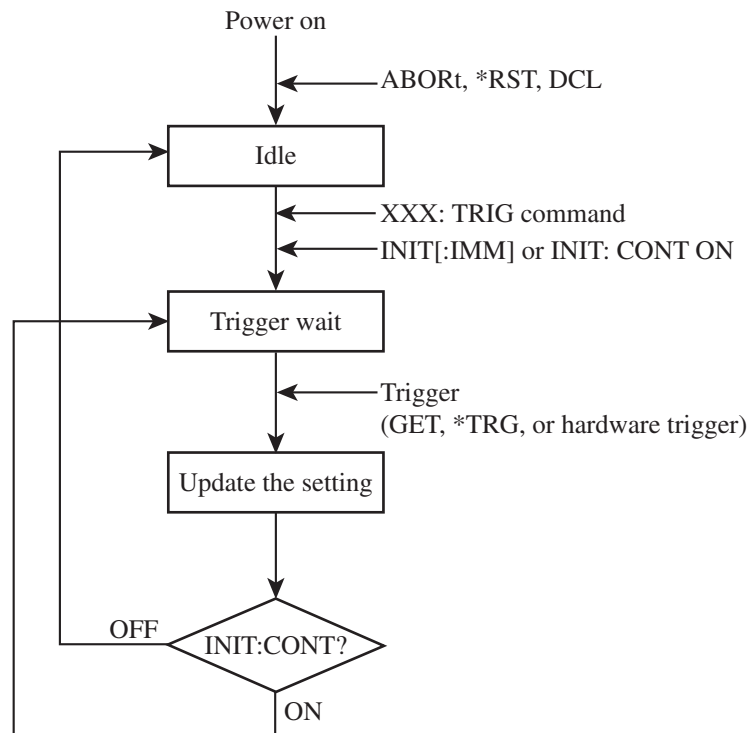 Power on
ABORt, *RST, DCL
Idle
XXX: TRIG command
INIT[:IMM] or INIT: CONT ON
Trigger wait
Trigger
(GET, *TRG, or hardware trigger)
Update the setting
OFF
INIT:CONT?
ON